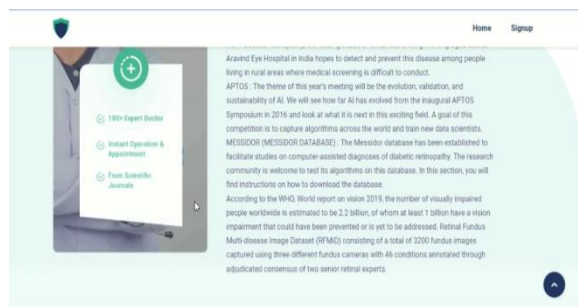 Home Signup
Aravind Eye Hospital in India hopes to detect and prevent this disease among people
living in rural areas where medical screening is difficult to conduct.
APTOS : The theme of this year's meeting will be the evolution, validation, and
sustainability of AI. We will see how far AI has evolved from the inaugural APTOS
Symposium in 2016 and look at what it is next in this exciting field. A goal of this
competition is to capture algorithms across the world and train new data scientists.
MESSIDOR (MESSIDOR DATABASE) : The Messidor database has been established to
facilitate studies on computer-assisted diagnoses of diabetic retinopathy. The research
community is welcome to test its algorithms on this database. In this section, you will
find instructions on how to download the database.
According to the WHO, World report on vision 2019, the number of visually impaired
people worldwide is estimated to be 2.2 billion, of whom at least 1 billion have a vision
impairment that could have been prevented or is yet to be addressed. Retinal Fundus
Multi-disease Image Dataset (RFMiD) consisting of a total of 3200 fundus images
captured using three different fundus cameras with 46 conditions annotated through
adjudicated consensus of two senior retinal experts.
180+ Expert Doctor
Instant Operation &
Appointment
From Scientific
Journals